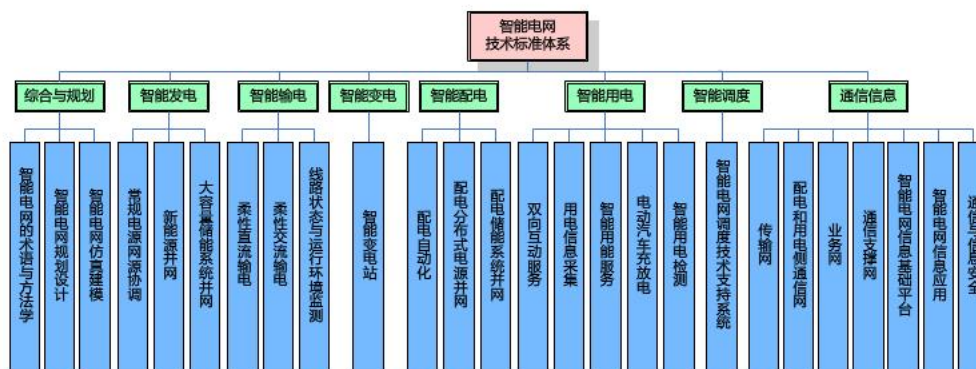 智能电网
技术标准体系
综合与规划
智能发电
智能输电
智能变电
智能配电
智能用电
智能调度
通信信息
智能电网的术语与方法学
智能电网规划设计
智能电网仿真建模
常规电源网源协调
新能源并网
大容量储能系统并网
柔性直流输电
柔性交流输电
线路状态与运行环境监测
智能变电站
配电自动化
配电分布式电源并网
配电储能系统并网
双向互动服务
用电信息采集
智能用能服务
电动汽车充放电
智能用电检测
智能电网调度技术支持系统
传输网
配电和用电侧通信网
业务网
通信支撑网
智能电网信息基础平台
智能电网信息应用
通信与信息安全